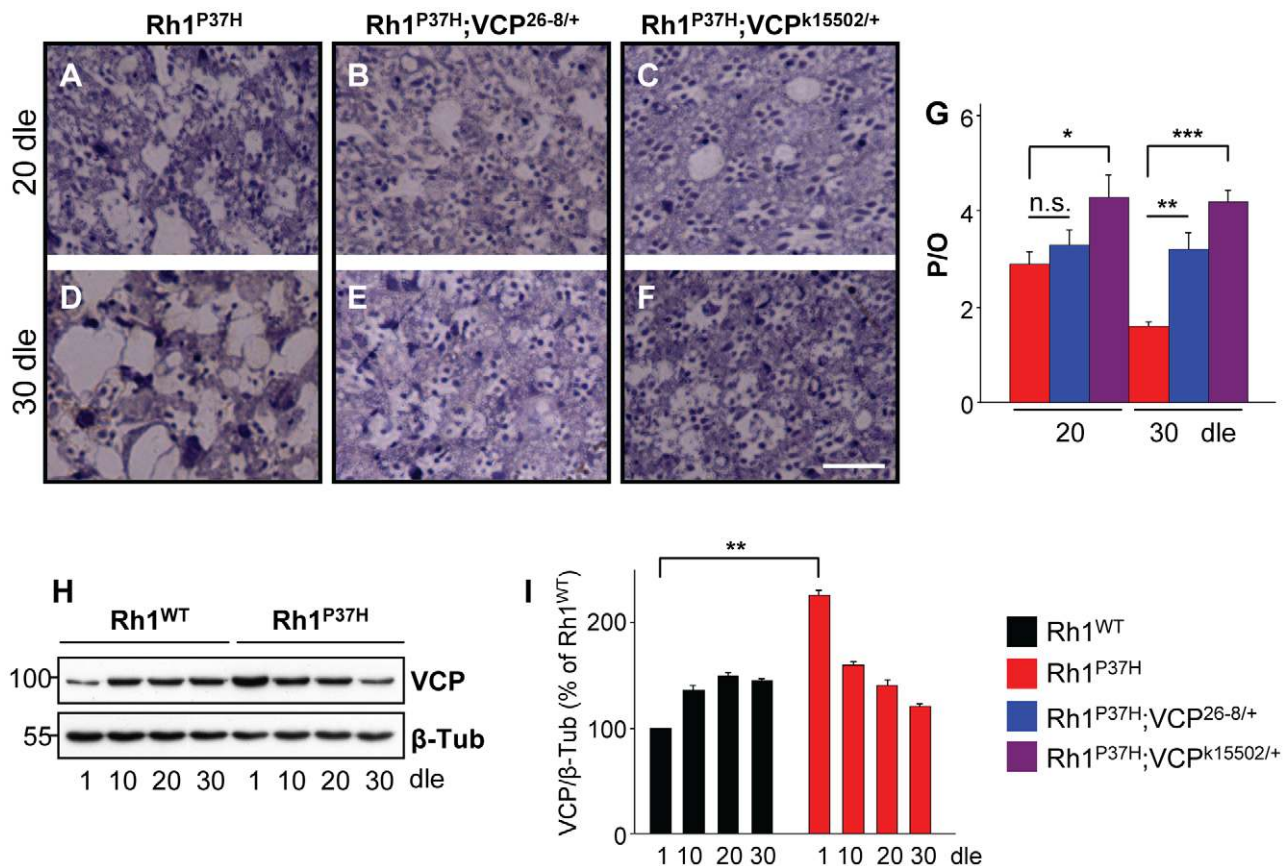 Rh1P37H Rh1P37H;VCP26-8/+ Rh1P37H;VCPk15502/+
20 dle
A B C
30 dle
D E F
G
P/O
6
4
2
0
* ***
n.s. **
20 30 dle
H
Rh1WT Rh1P37H
100 VCP
55 β-Tub
1 10 20 30 1 10 20 30 dle
I
VCP/β-Tub (% of Rh1WT)
**
200
100
0
1 10 20 30 1 10 20 30 dle
Rh1WT
Rh1P37H
Rh1P37H;VCP26-8/+
Rh1P37H;VCPk15502/+